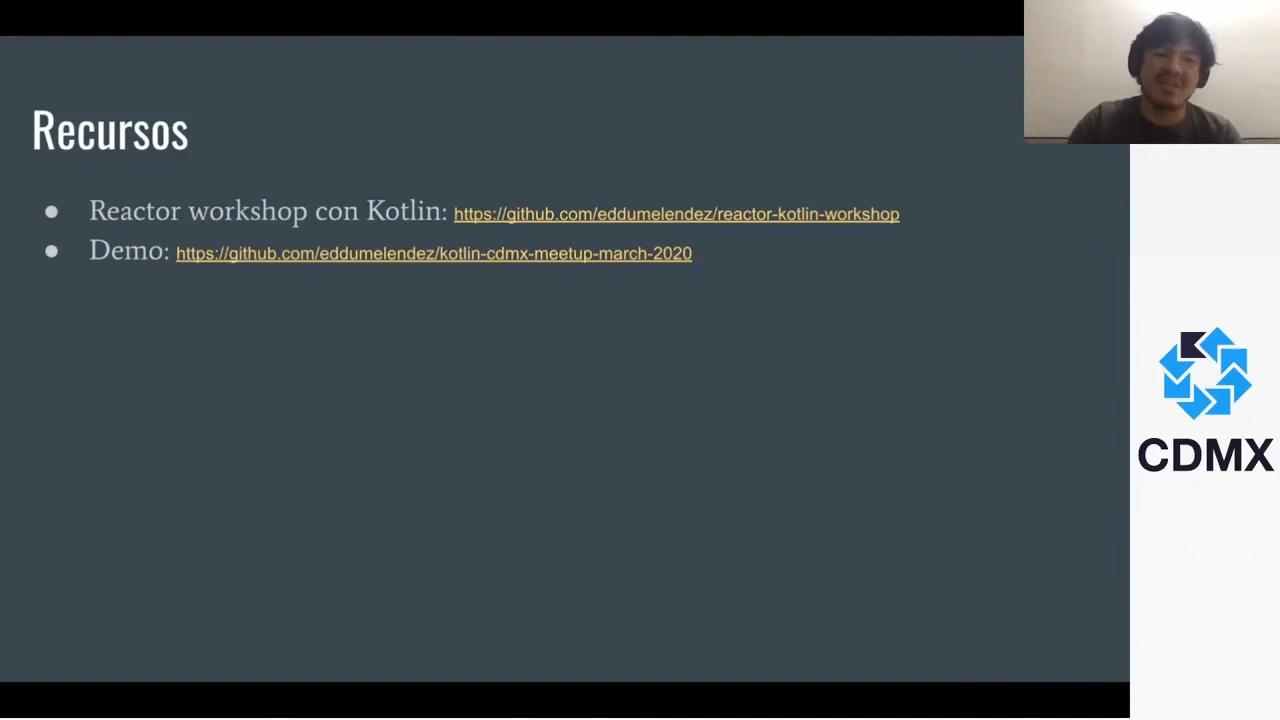 Recursos
● Reactor workshop con Kotlin: https://github.com/eddumelendez/reactor-kotlin-workshop
● Demo: https://github.com/eddumelendez/kotlin-cdmx-meetup-march-2020
CDMX